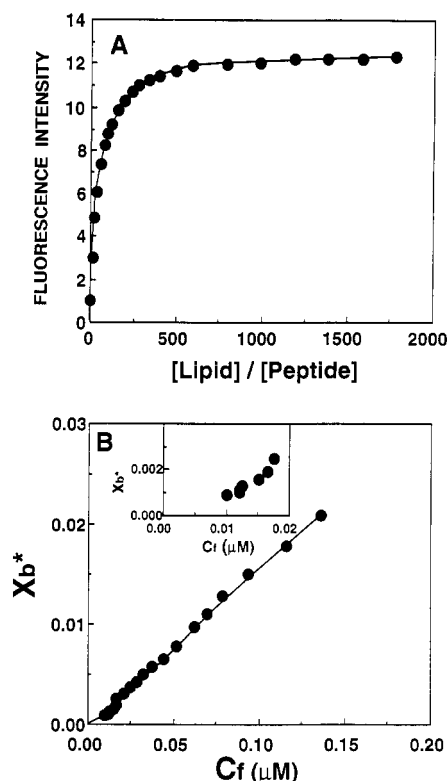 A
FLUORESCENCE INTENSITY
14
12
10
8
6
4
2
0
0 500 1000 1500 2000
[Lipid] / [Peptide]
B
Xb*
0.03
0.02
0.01
0.00
0.00 0.05 0.10 0.15 0.20
Cf (μM)
Xb*
0.002
0.001
0.000
0.00 0.01 0.02
Cf (μM)